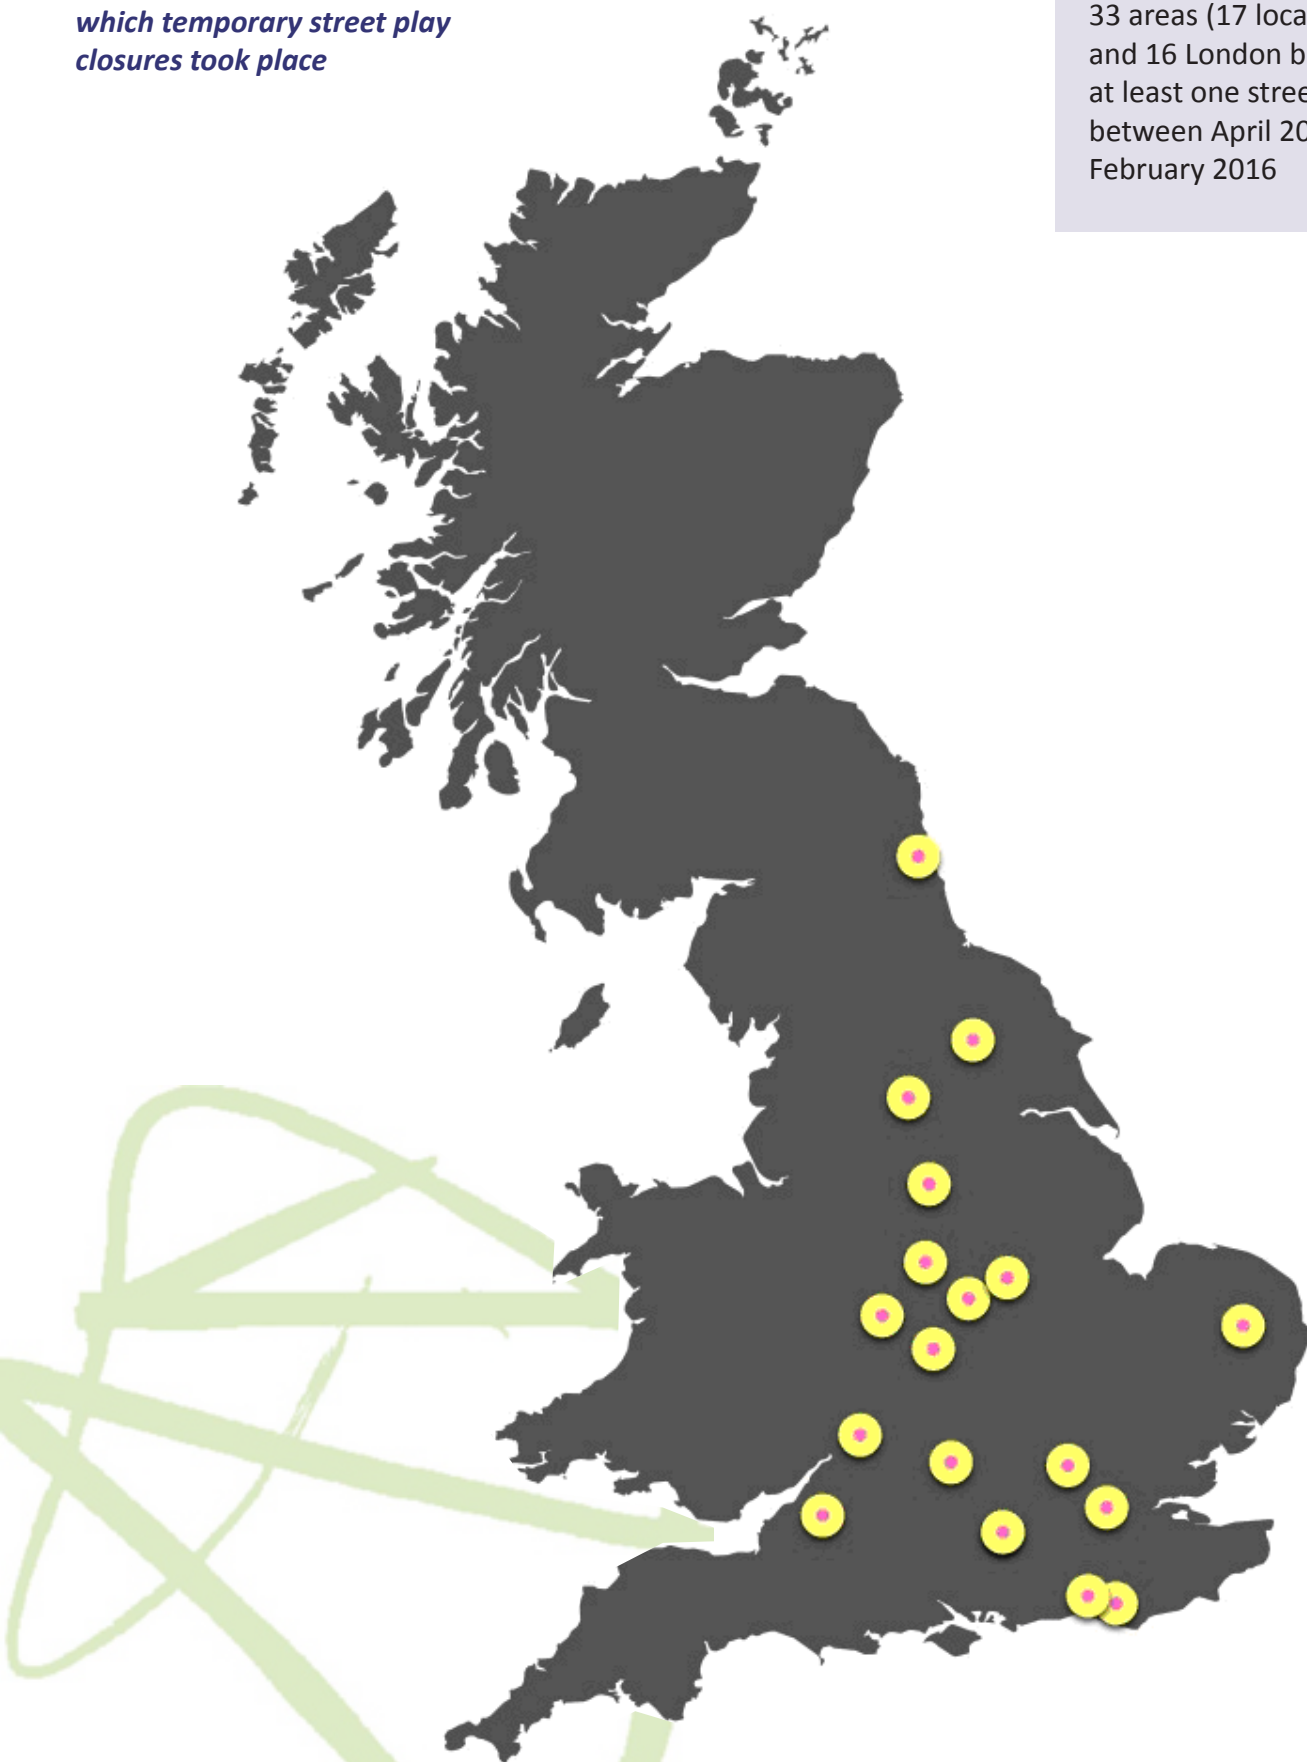 which temporary street play
closures took place
33 areas (17 loca
and 16 London b
at least one stree
between April 20
February 2016